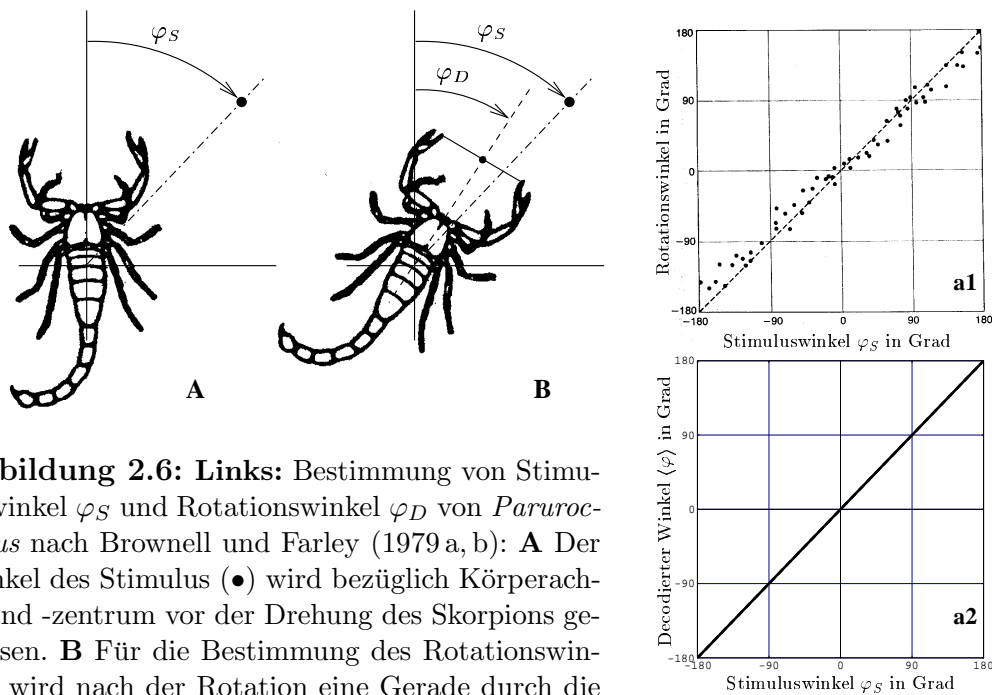 φS
φS
φD
A
B
180
90
0
−90
−180
−180
−90
0
90
180
Rotationswinkel in Grad
a1
Stimuluswinkel φS in Grad
180
90
0
-90
-180
-180
-90
0
90
180
Decodierter Winkel ⟨φ⟩ in Grad
a2
Stimuluswinkel φS in Grad
bildung 2.6: Links: Bestimmung von Stimu-
winkel φS und Rotationswinkel φD von Paruroc-
us nach Brownell und Farley (1979 a, b): A Der
nkel des Stimulus (●) wird bezüglich Körperach-
nd -zentrum vor der Drehung des Skorpions ge-
sen. B Für die Bestimmung des Rotationswin-
wird nach der Rotation eine Gerade durch die